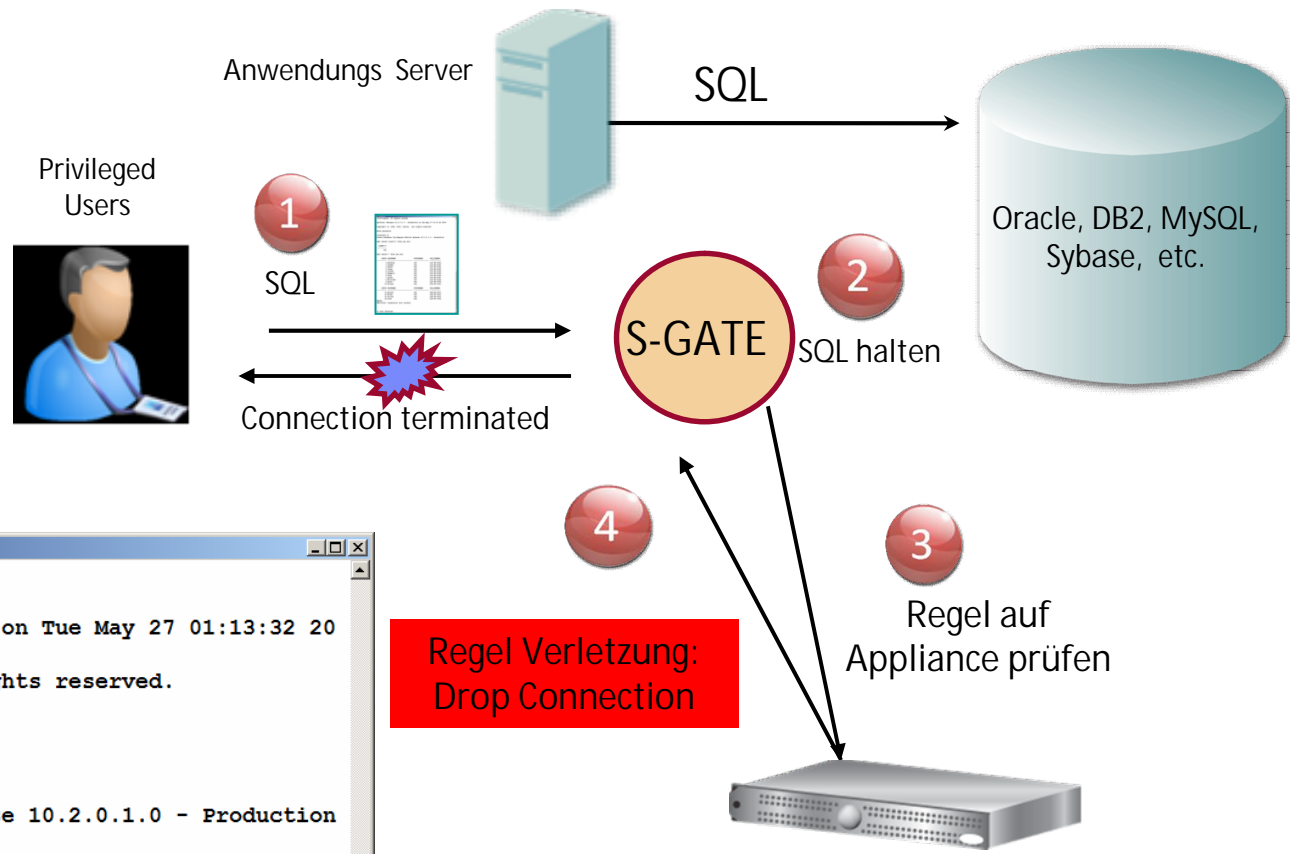 Anwendungs Server
SQL
Privileged
Users
1
SQL
Oracle, DB2, MySQL,
Sybase, etc.
2
S-GATE
SQL halten
Connection terminated
4
3
Regel auf
Appliance prüfen
Regel Verletzung:
Drop Connection
on Tue May 27 01:13:32 20
hts reserved.
e 10.2.0.1.0 - Production